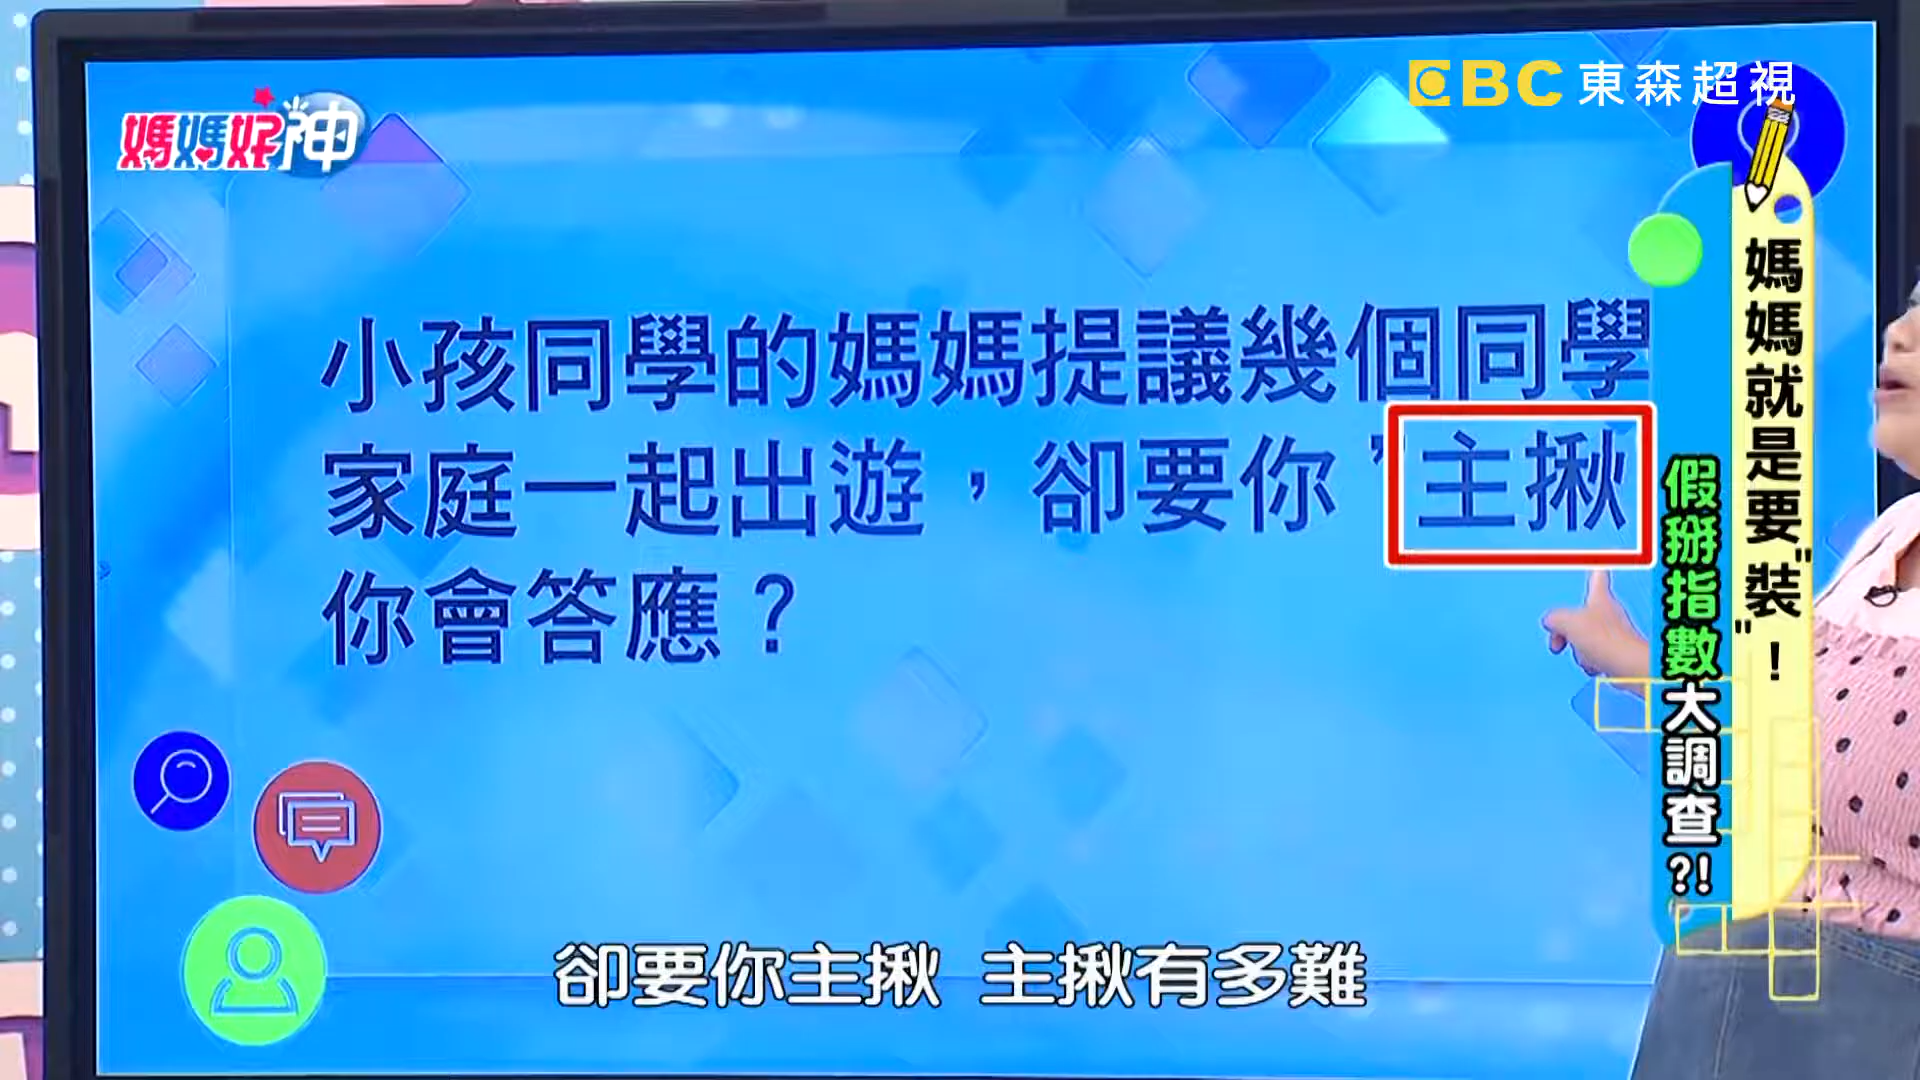 媽媽好神
EBC 東森超視
小孩同學的媽媽提議幾個同學
家庭一起出遊，卻要你"主揪
你會答應？
媽媽就是要"裝"！
假掰指數大調查?!
卻要你主揪 主揪有多難